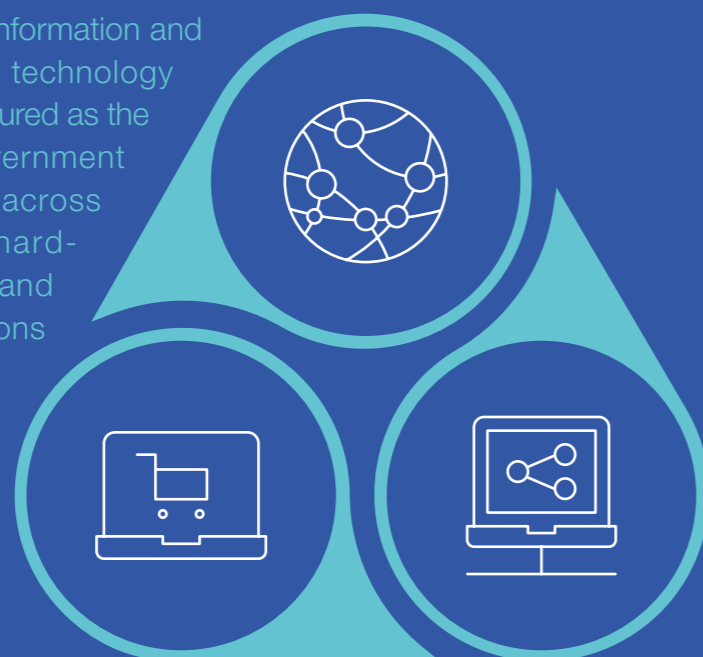 nformation and
technology
ured as the
ernment
across
hard-
and
ons